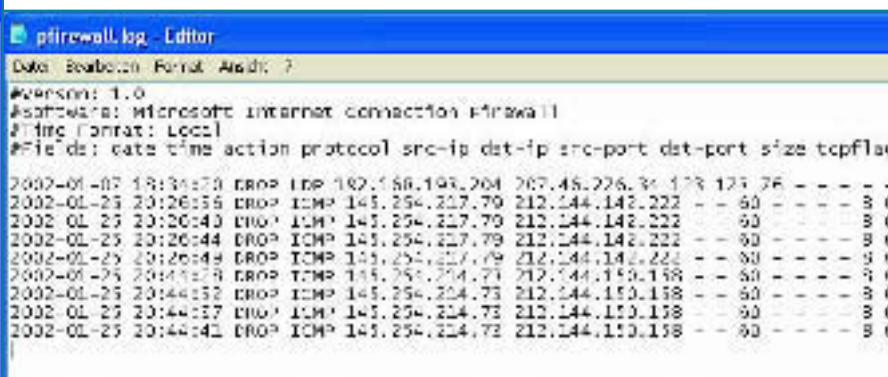 pfirewall.log - Editor
Datei Bearbeiten Format Ansicht ?
#Version: 1.0
#Software: Microsoft Internet Connection Firewall
#Time Format: Local
#Fields: date time action protocol src-ip dst-ip src-port dst-port size tcpflag
2002-01-07 DROP UDP 192.168.193.204 207.46.226.34 123 123 76 - - - -
2002-01-25 20:26:36 DROP ICMP 145.254.217.79 212.144.142.222 - - 60 - - - - 8
2002-01-25 20:26:40 DROP ICMP 145.254.217.79 212.144.142.222 - - 60 - - - - 8
2002-01-25 20:26:44 DROP ICMP 145.254.217.79 212.144.142.222 - - 60 - - - - 8
2002-01-25 20:26:49 DROP ICMP 145.254.217.79 212.144.142.222 - - 60 - - - - 8
2002-01-25 DROP ICMP 145.254.214.73 212.144.150.158 - - 60 - - - - 8
2002-01-25 20:44:32 DROP ICMP 145.254.214.73 212.144.150.158 - - 60 - - - - 8
2002-01-25 20:44:37 DROP ICMP 145.254.214.73 212.144.150.158 - - 60 - - - - 8
2002-01-25 20:44:41 DROP ICMP 145.254.214.73 212.144.150.158 - - 60 - - - - 8